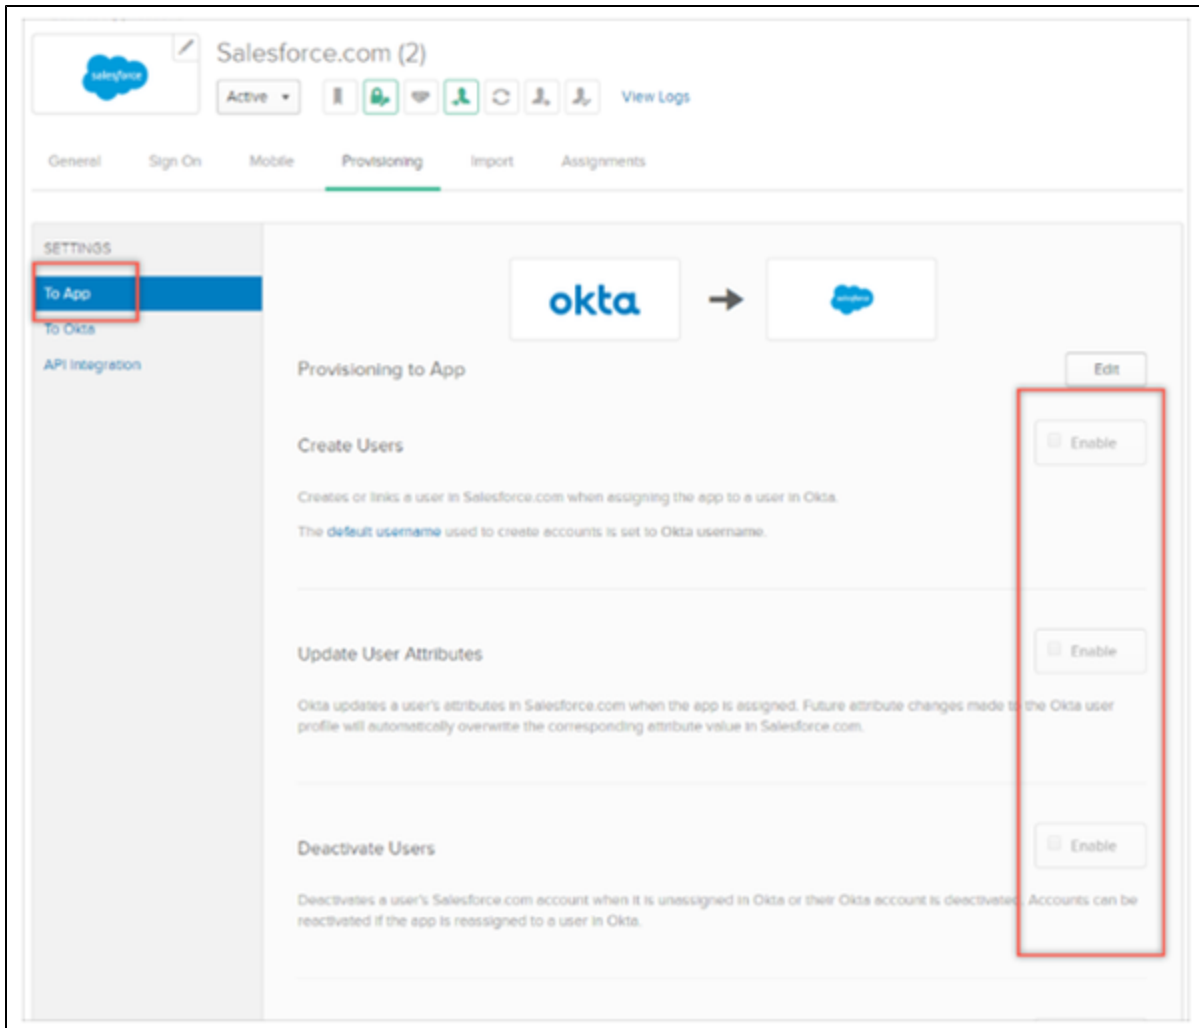 salesforce
Salesforce.com (2)
Active
View Logs
General Sign On Mobile Provisioning Import Assignments
SETTINGS
To App
To Okta
API Integration
okta
salesforce
Provisioning to App
Edit
Create Users
Enable
Creates or links a user in Salesforce.com when assigning the app to a user in Okta.
The default username used to create accounts is set to Okta username.
Update User Attributes
Enable
Okta updates a user's attributes in Salesforce.com when the app is assigned. Future attribute changes made to the Okta user
profile will automatically overwrite the corresponding attribute value in Salesforce.com.
Deactivate Users
Enable
Deactivates a user's Salesforce.com account when it is unassigned in Okta or their Okta account is deactivated. Accounts can be
reactivated if the app is reassigned to a user in Okta.